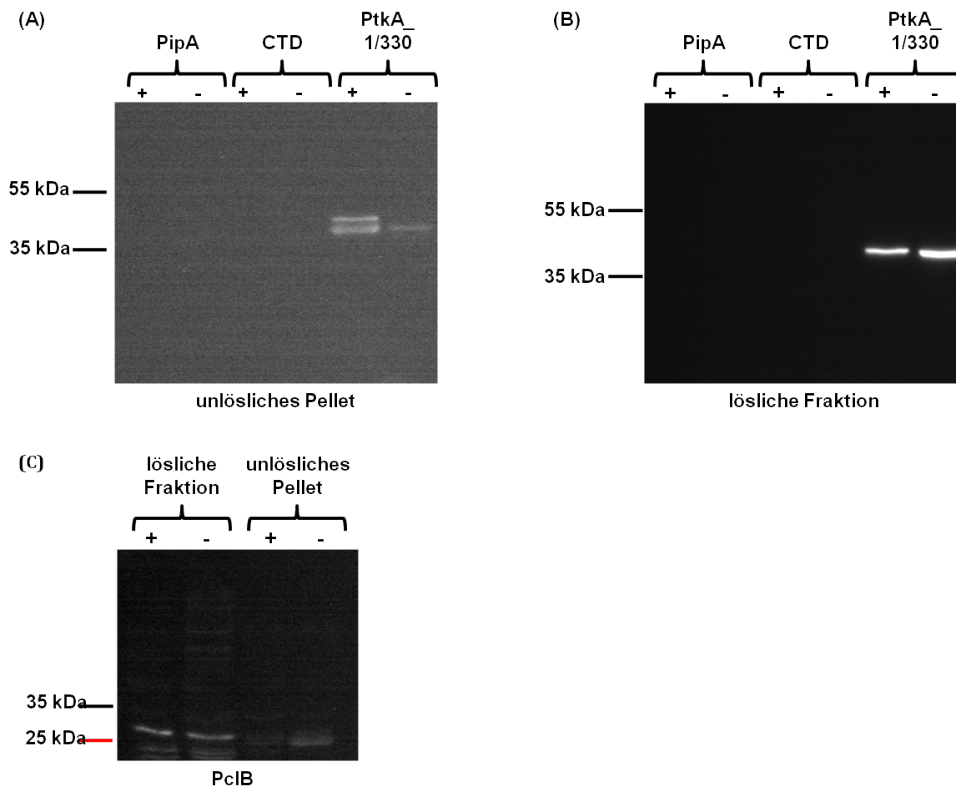 (A)
PipA CTD PtkA_
1/330
+ - + - + -
55 kDa
35 kDa
unlösliches Pellet
(B)
PipA CTD PtkA_
1/330
+ - + - + -
55 kDa
35 kDa
lösliche Fraktion
(C)
lösliche
Fraktion
unlösliches
Pellet
+ - + -
35 kDa
25 kDa
PclB